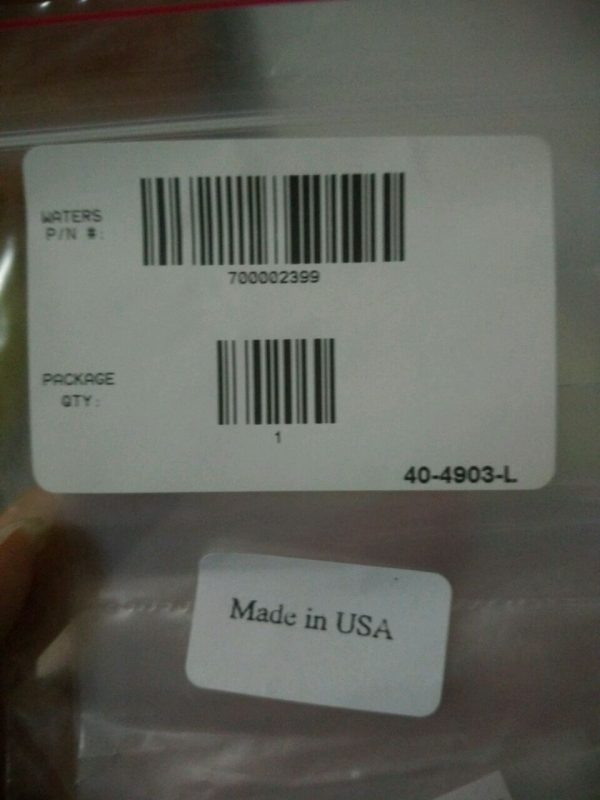 WATERS
P/N #:
700002399
PACKAGE
QTY:
1
40-4903-L
Made in USA